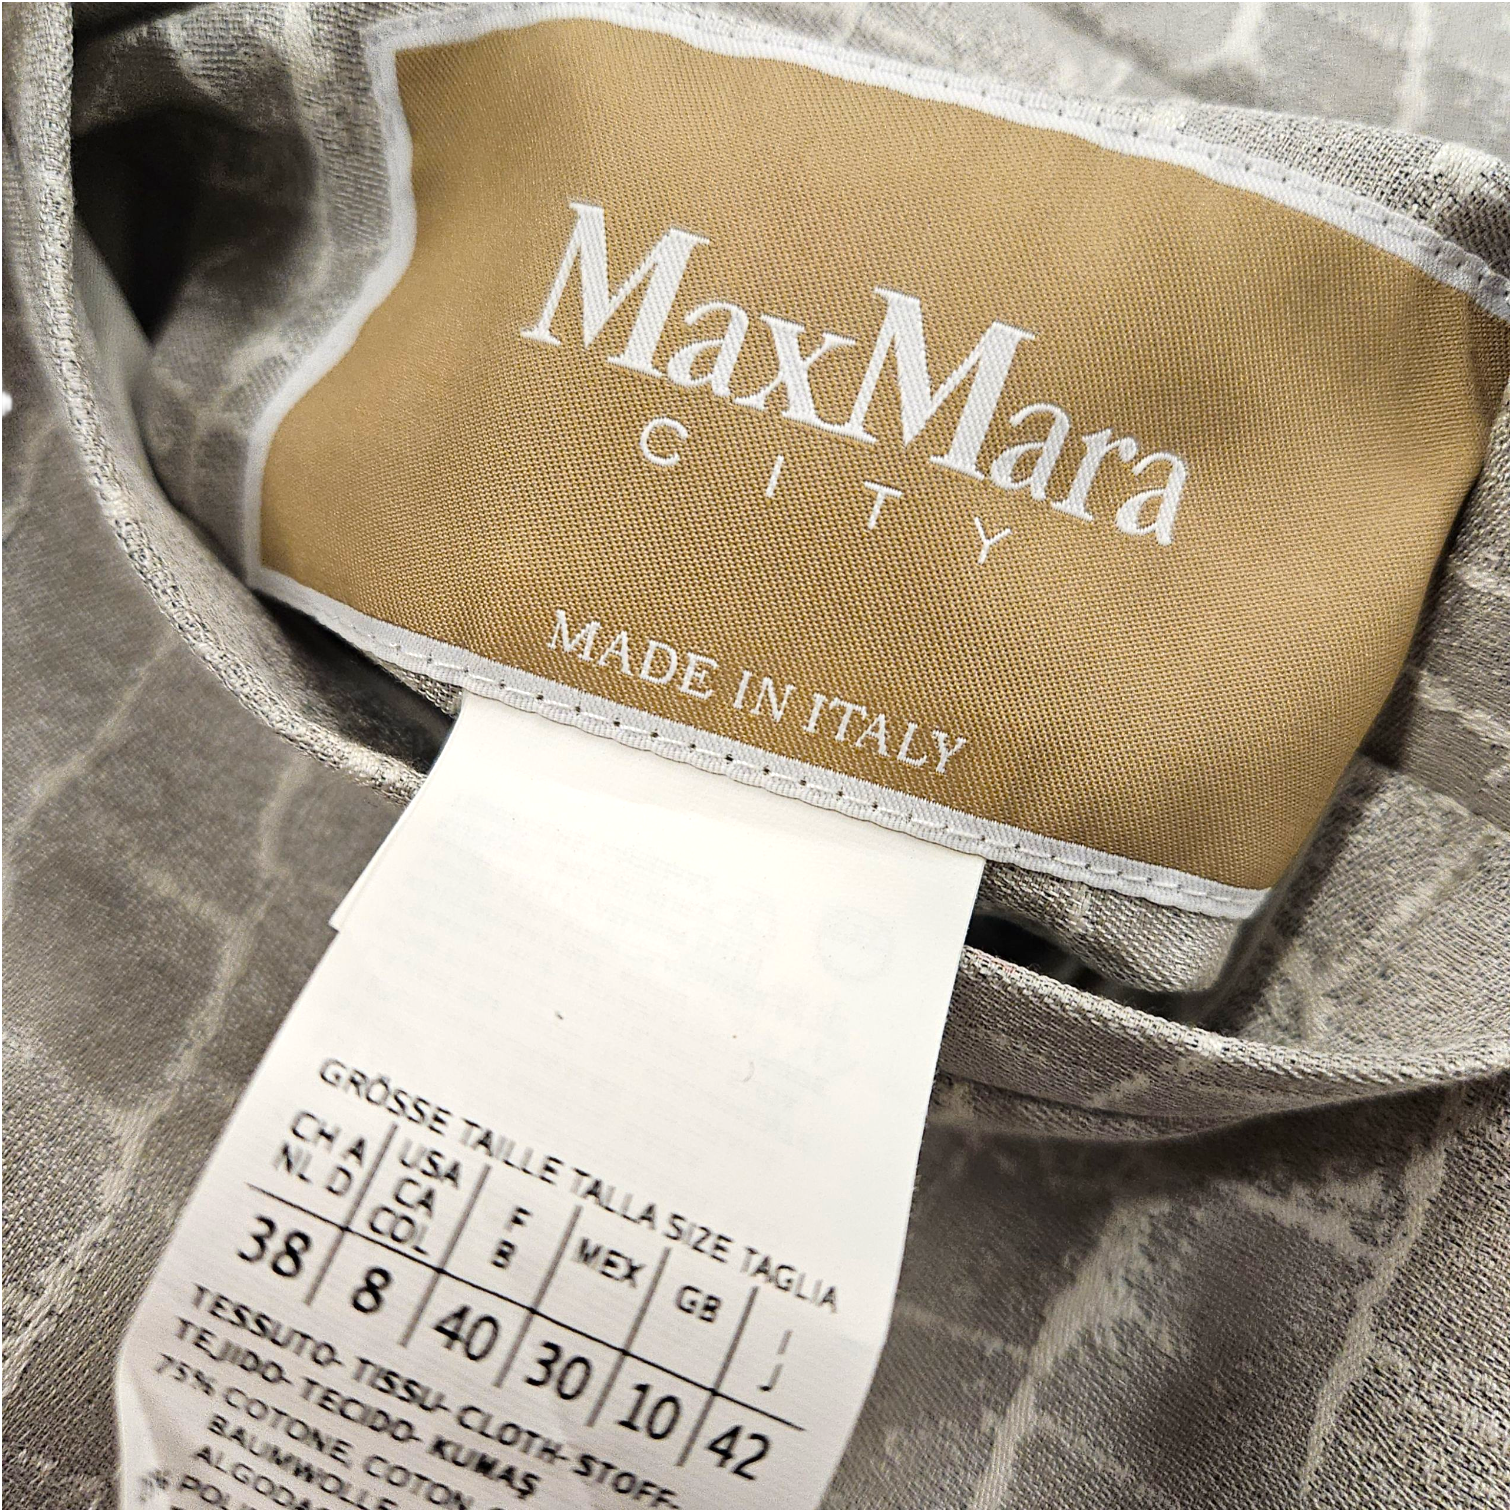 MaxMara
CITY
MADE IN ITALY
GRÖSSE TAILLE TALLA SIZE TAGLIA
CH A NL D USA CA COL F B MEX GB I J
38 8 40 30 10 42
TESSUTO- TISSU- CLOTH- STOFF-
TEJIDO- TECIDO- KUMAŞ
75% COTONE, COTON,
BAUMWOLLE